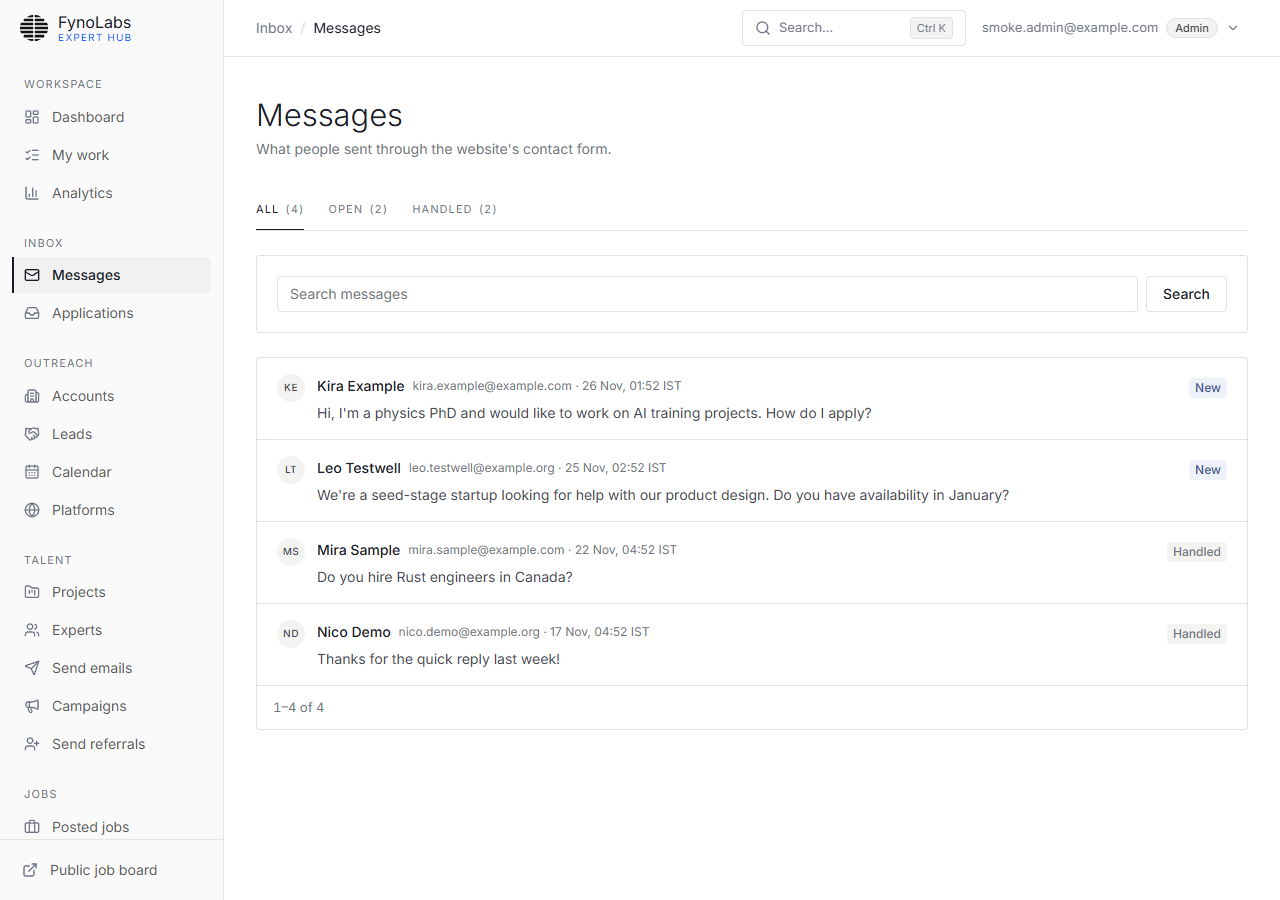 FynoLabs
EXPERT HUB
WORKSPACE
Dashboard
My work
Analytics
INBOX
Messages
Applications
OUTREACH
Accounts
Leads
Calendar
Platforms
TALENT
Projects
Experts
Send emails
Campaigns
Send referrals
JOBS
Posted jobs
Public job board
Inbox / Messages
Search... Ctrl K
smoke.admin@example.com Admin
Messages
What people sent through the website's contact form.
ALL (4) OPEN (2) HANDLED (2)
Search messages Search
KE Kira Example kira.example@example.com · 26 Nov, 01:52 IST New
Hi, I'm a physics PhD and would like to work on AI training projects. How do I apply?
LT Leo Testwell leo.testwell@example.org · 25 Nov, 02:52 IST New
We're a seed-stage startup looking for help with our product design. Do you have availability in January?
MS Mira Sample mira.sample@example.com · 22 Nov, 04:52 IST Handled
Do you hire Rust engineers in Canada?
ND Nico Demo nico.demo@example.org · 17 Nov, 04:52 IST Handled
Thanks for the quick reply last week!
1–4 of 4